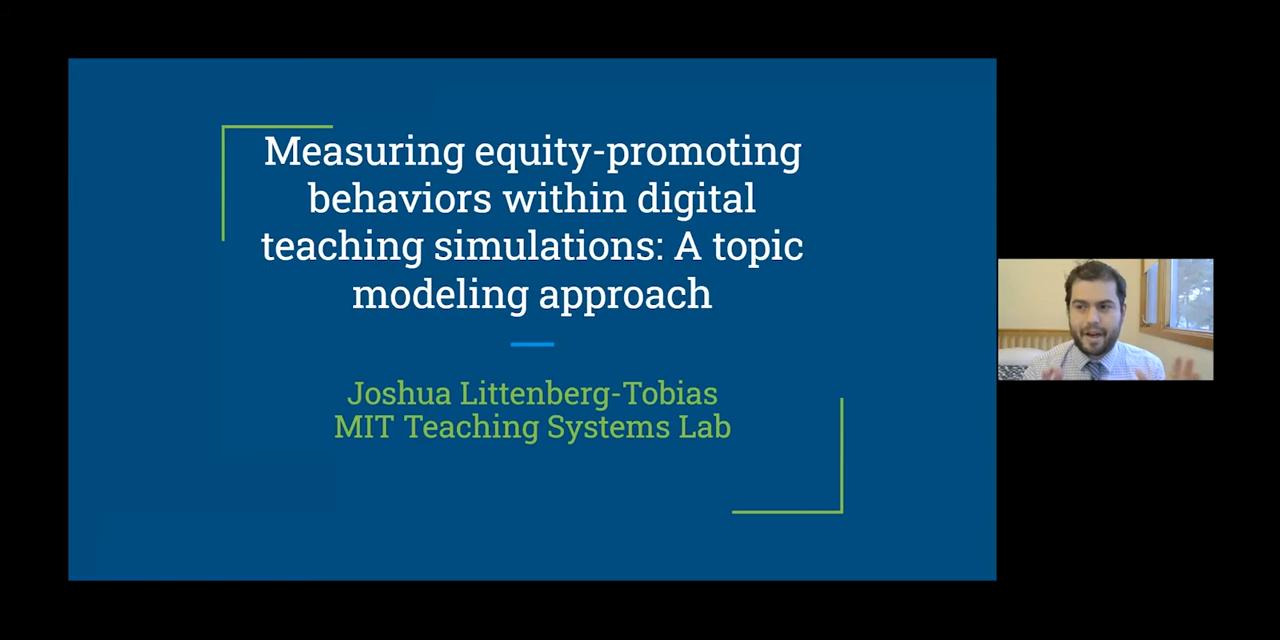 Measuring equity-promoting
behaviors within digital
teaching simulations: A topic
modeling approach
Joshua Littenberg-Tobias
MIT Teaching Systems Lab